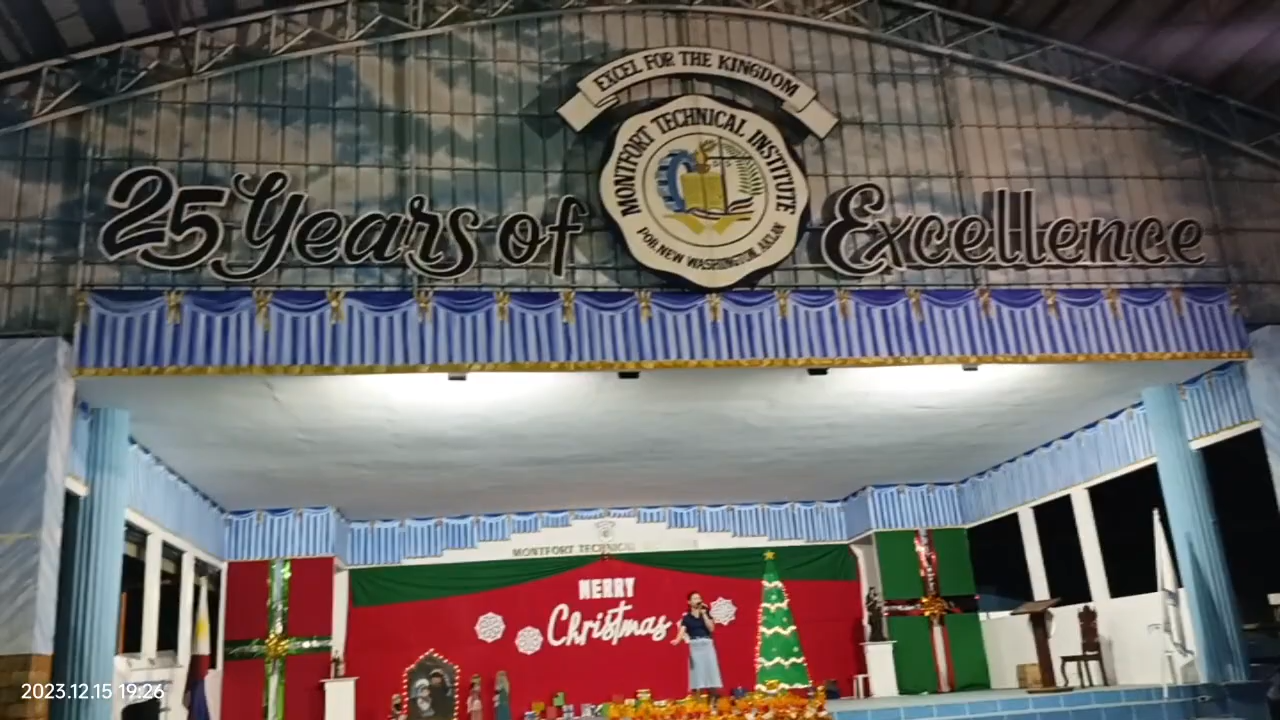 EXCEL FOR THE KINGDOM
MONTFORT TECHNICAL INSTITUTE
POB. NEW WASHINGTON, AKLAN
25 Years of Excellence
MONTFORT TECHNICAL
MERRY
Christmas
2023.12.15 19:26